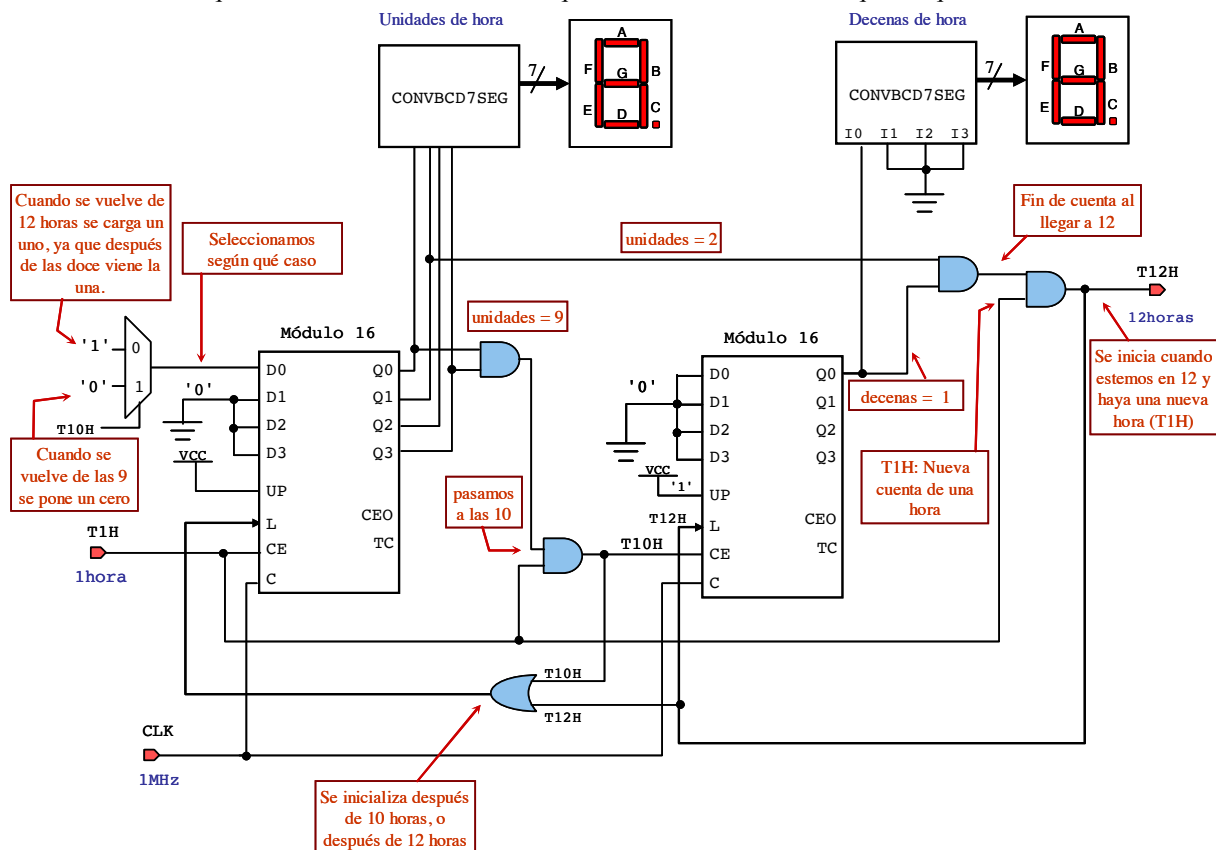 Unidades de hora
Decenas de hora
CONVBCD7SEG
7
A
F
B
G
E
C
D
CONVBCD7SEG
I0 I1 I2 I3
7
A
F
B
G
E
C
D
Cuando se vuelve de
12 horas se carga un
uno, ya que después
de las doce viene la
una.
Seleccionamos
según qué caso
unidades = 2
Fin de cuenta al
llegar a 12
unidades = 9
T12H
12horas
'1'
0
'0'
1
T10H
Módulo 16
'0'
D0
D1
D2
D3
VCC
UP
L
CE
C
Q0
Q1
Q2
Q3
CEO
TC
Módulo 16
'0'
D0
D1
D2
D3
VCC
'1'
UP
T12H
L
CE
C
Q0
Q1
Q2
Q3
CEO
TC
decenas = 1
Se inicia cuando
estemos en 12 y
haya una nueva
hora (T1H)
Cuando se
vuelve de las 9
se pone un cero
pasamos
a las 10
T1H: Nueva
cuenta de una
hora
T1H
1hora
T10H
T10H
T12H
CLK
1MHz
Se inicializa después
de 10 horas, o
después de 12 horas